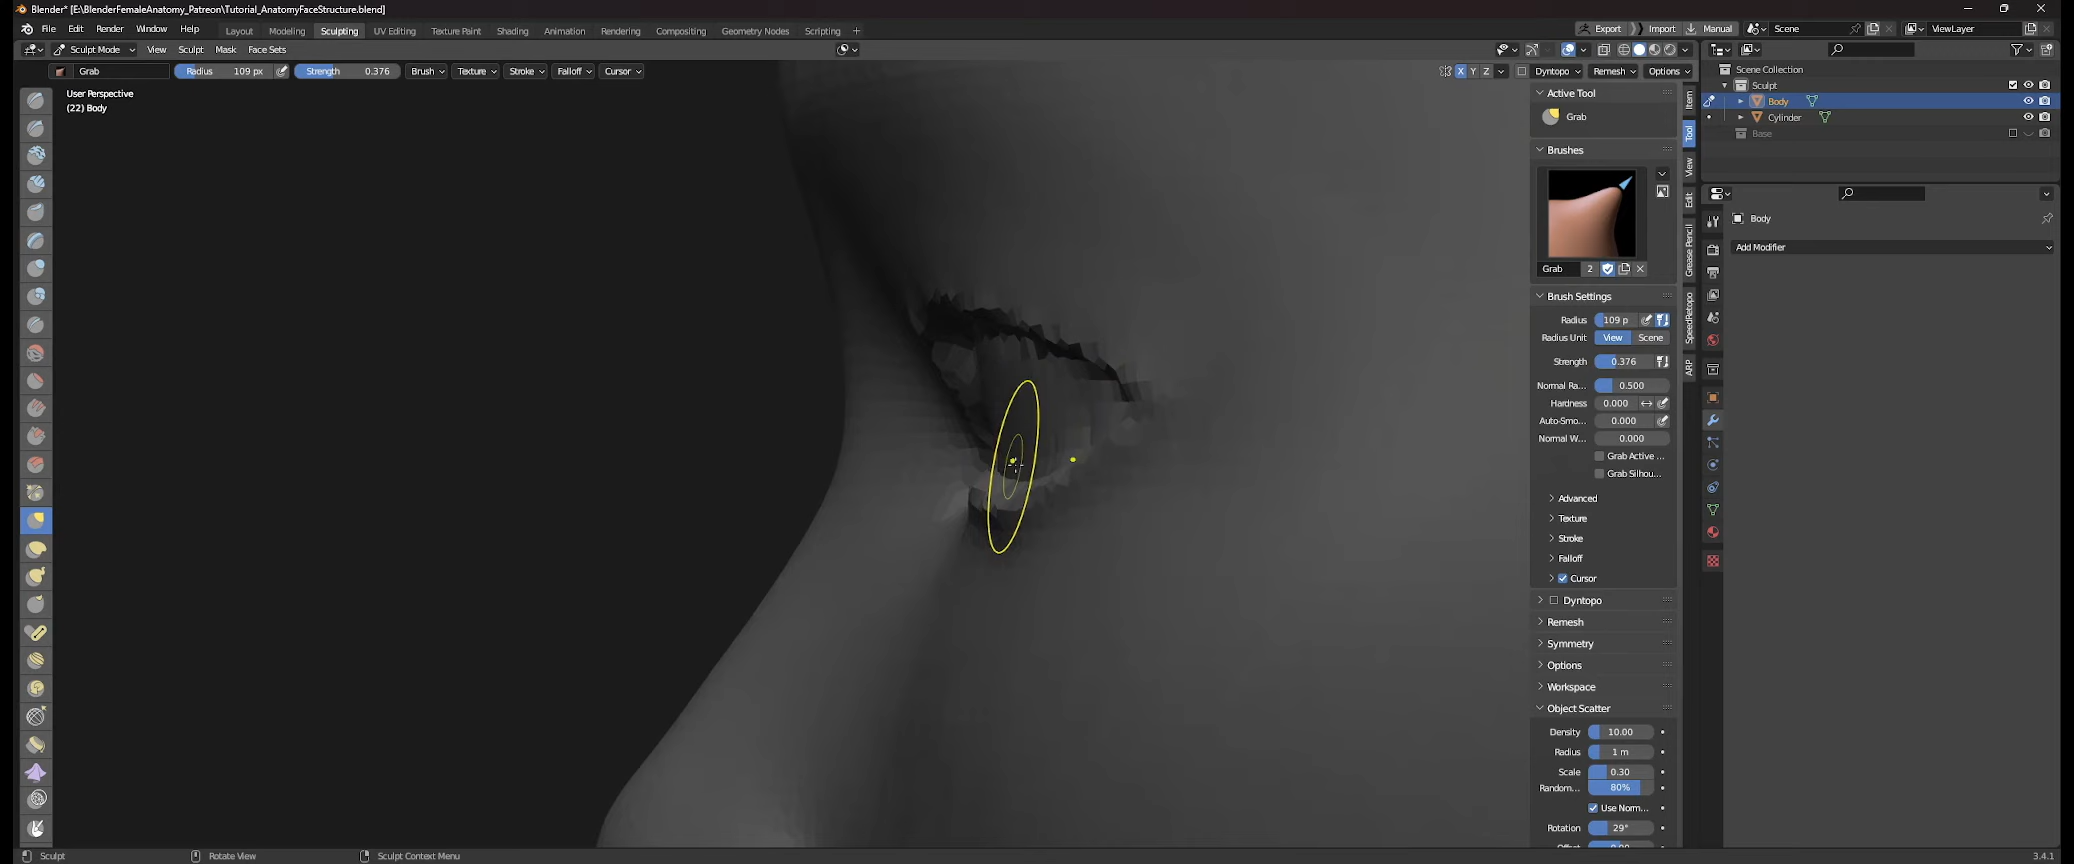 Blender* [E:\BlenderFemaleAnatomy_Patreon\Tutorial_AnatomyFaceStructure.blend]
File Edit Render Window Help Layout Modeling Sculpting UV Editing Texture Paint Shading Animation Rendering Compositing Geometry Nodes Scripting + Export Import Manual Scene ViewLayer
Sculpt Mode View Sculpt Mask Face Sets
Grab Radius 109 px Strength 0.376 Brush Texture Stroke Falloff Cursor X Y Z Dyntopo Remesh Options
User Perspective
(22) Body
Active Tool
Grab
Brushes
Grab 2
Brush Settings
Radius 109 p
Radius Unit View Scene
Strength 0.376
Normal Ra... 0.500
Hardness 0.000
Auto-Smo... 0.000
Normal W... 0.000
Grab Active ...
Grab Silhou...
Advanced
Texture
Stroke
Falloff
Cursor
Dyntopo
Remesh
Symmetry
Options
Workspace
Object Scatter
Density 10.00
Radius 1 m
Scale 0.30
Random... 80%
Use Norm...
Rotation 29°
Item
Tool
View
Edit
Grease Pencil
SpeedRetopo
ARP
Scene Collection
Sculpt
Body
Cylinder
Base
Body
Add Modifier
Sculpt Rotate View Sculpt Context Menu 3.4.1